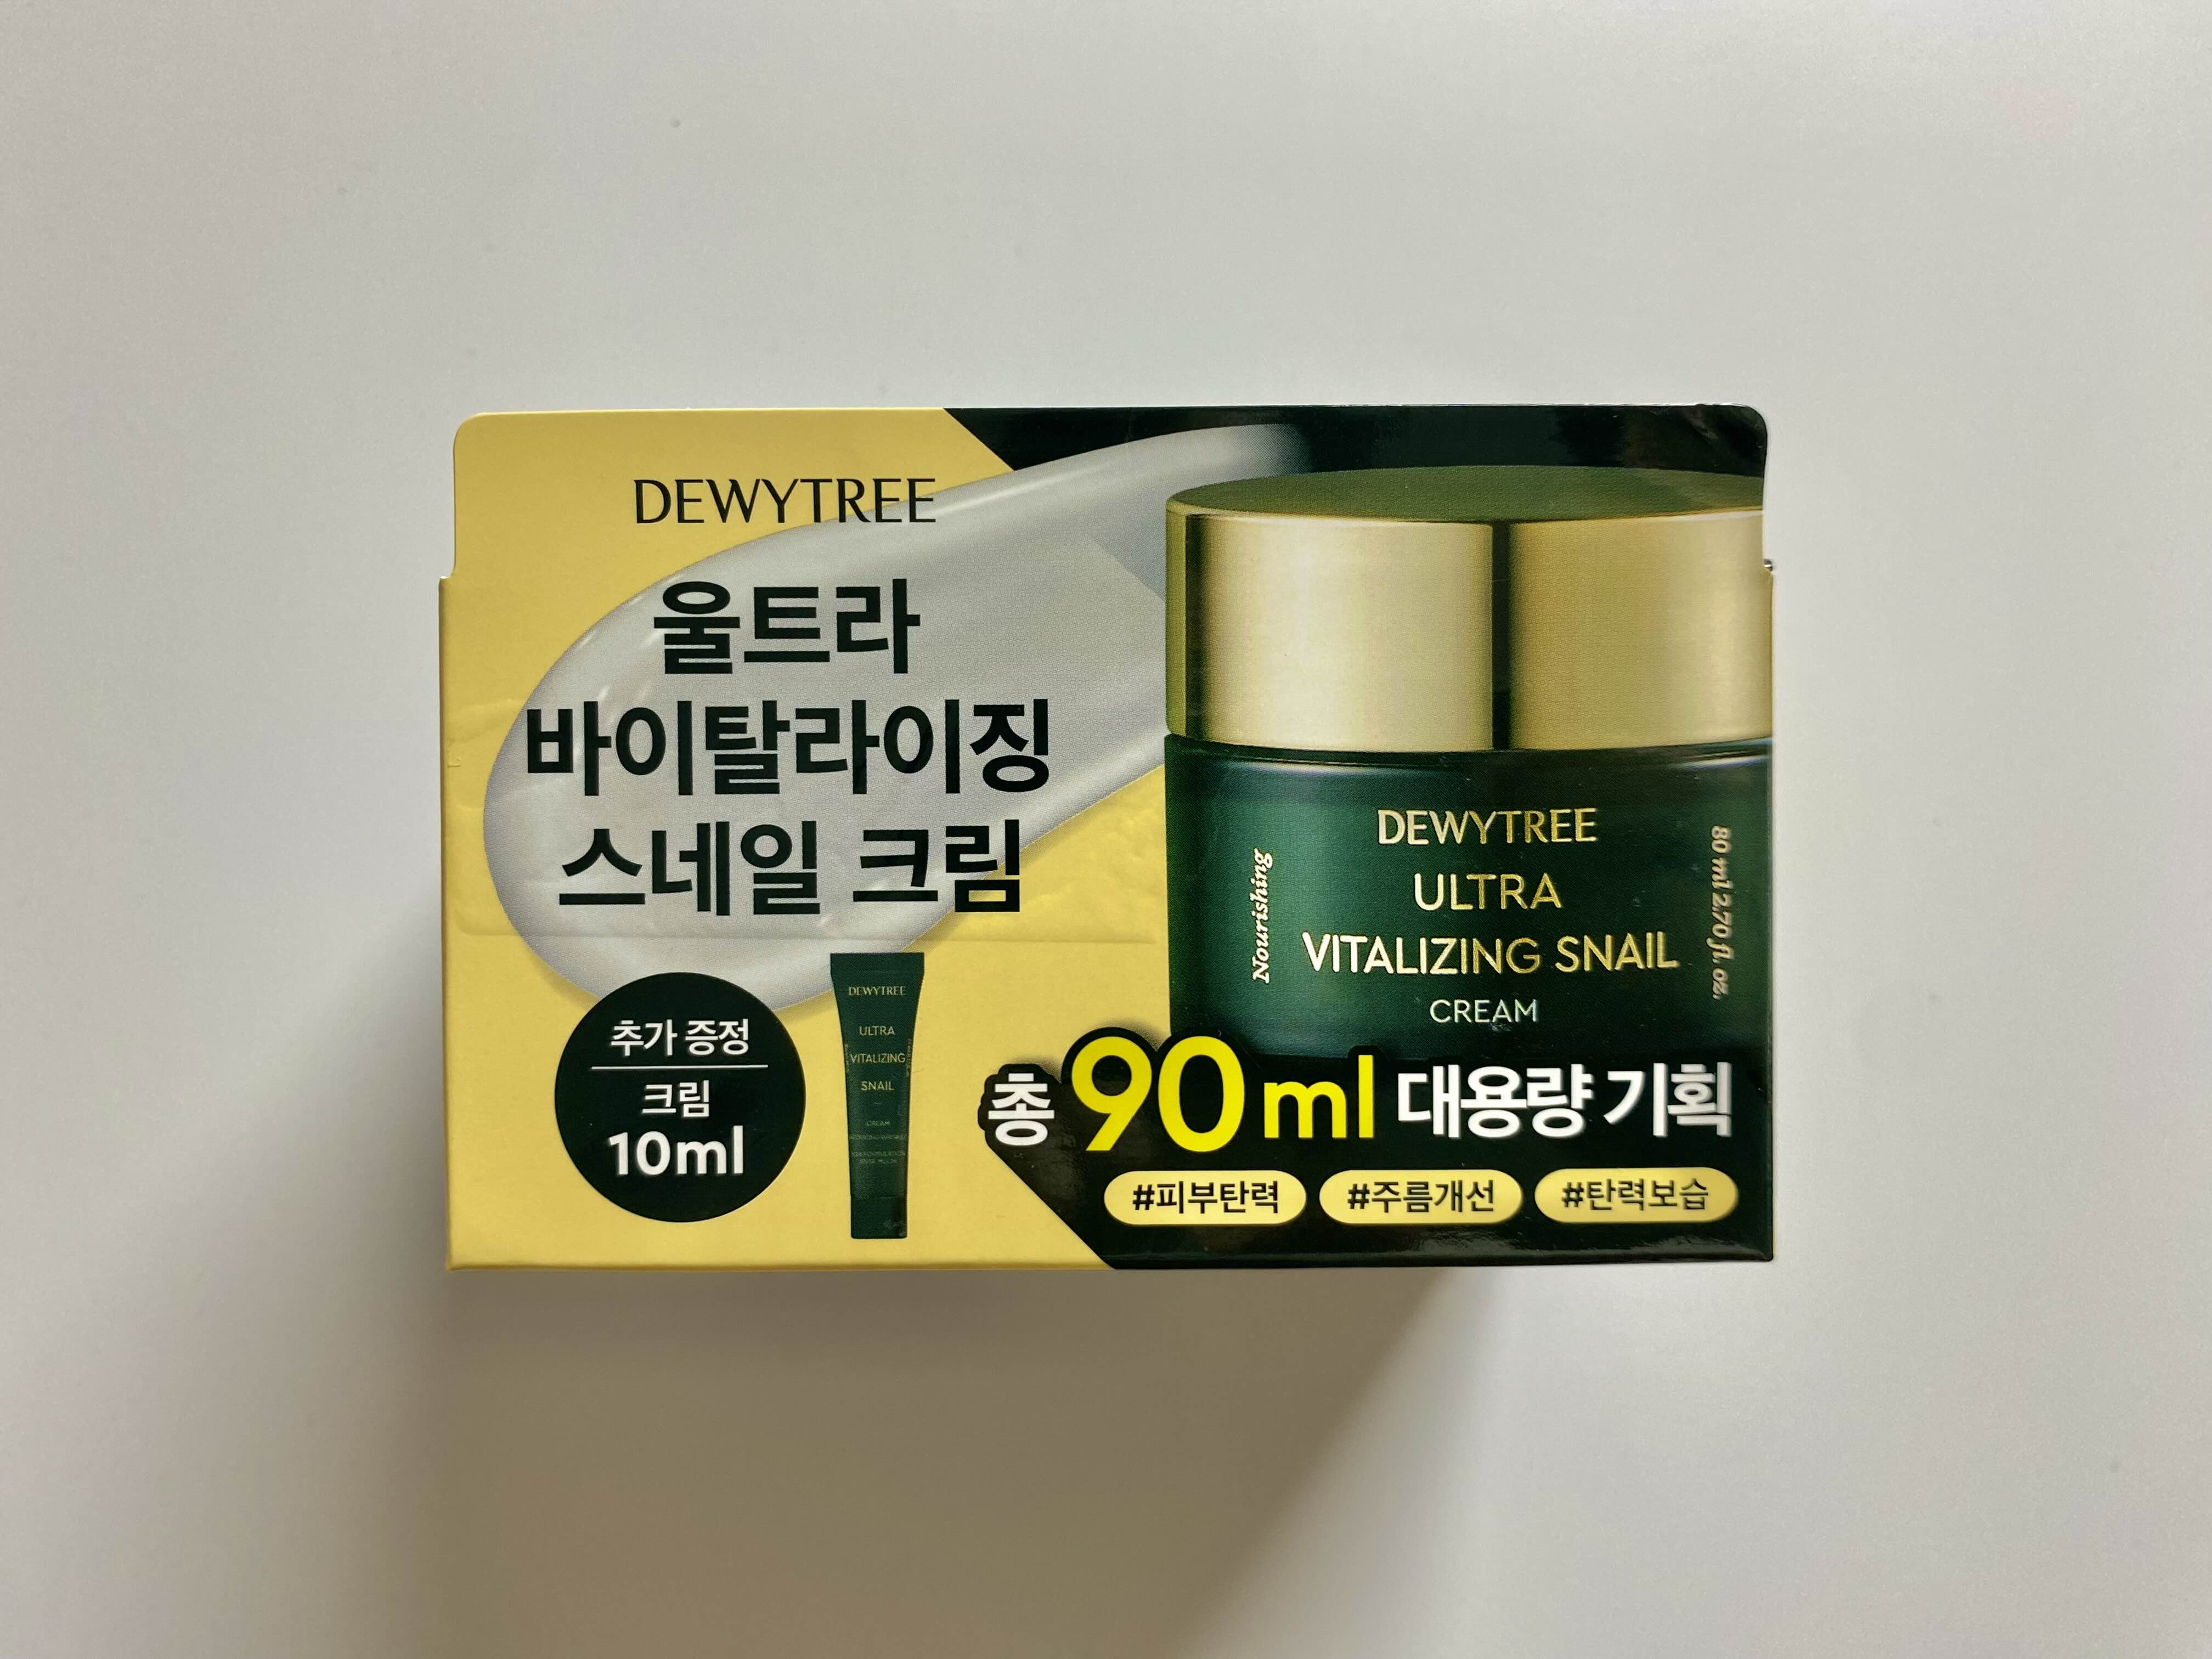 DEWYTREE
울트라
바이탈라이징
스네일 크림
추가 증정
크림
10ml
DEWYTREE
ULTRA
VITALIZING
SNAIL
CREAM
DEWYTREE
ULTRA
VITALIZING SNAIL
CREAM
Nourishing
80 ml 2.70 fl. oz.
총 90ml 대용량 기획
#피부탄력 #주름개선 #탄력보습